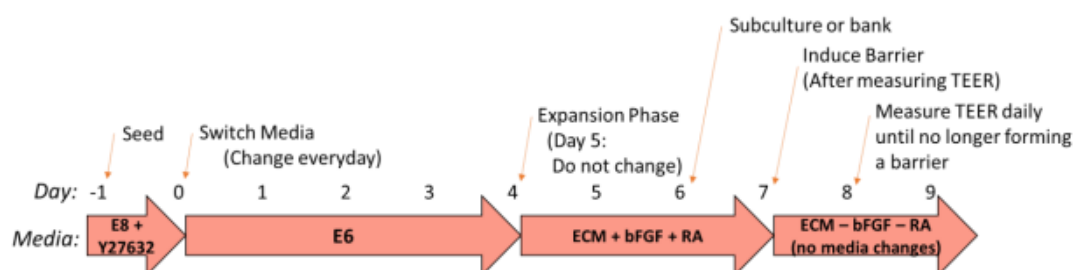 Subculture or bank
Induce Barrier
(After measuring TEER)
Seed
Switch Media
(Change everyday)
Expansion Phase
(Day 5:
Do not change)
Measure TEER daily
until no longer forming
a barrier
Day: -1 0 1 2 3 4 5 6 7 8 9
Media:
E8 +
Y27632
E6
ECM + bFGF + RA
ECM – bFGF – RA
(no media changes)